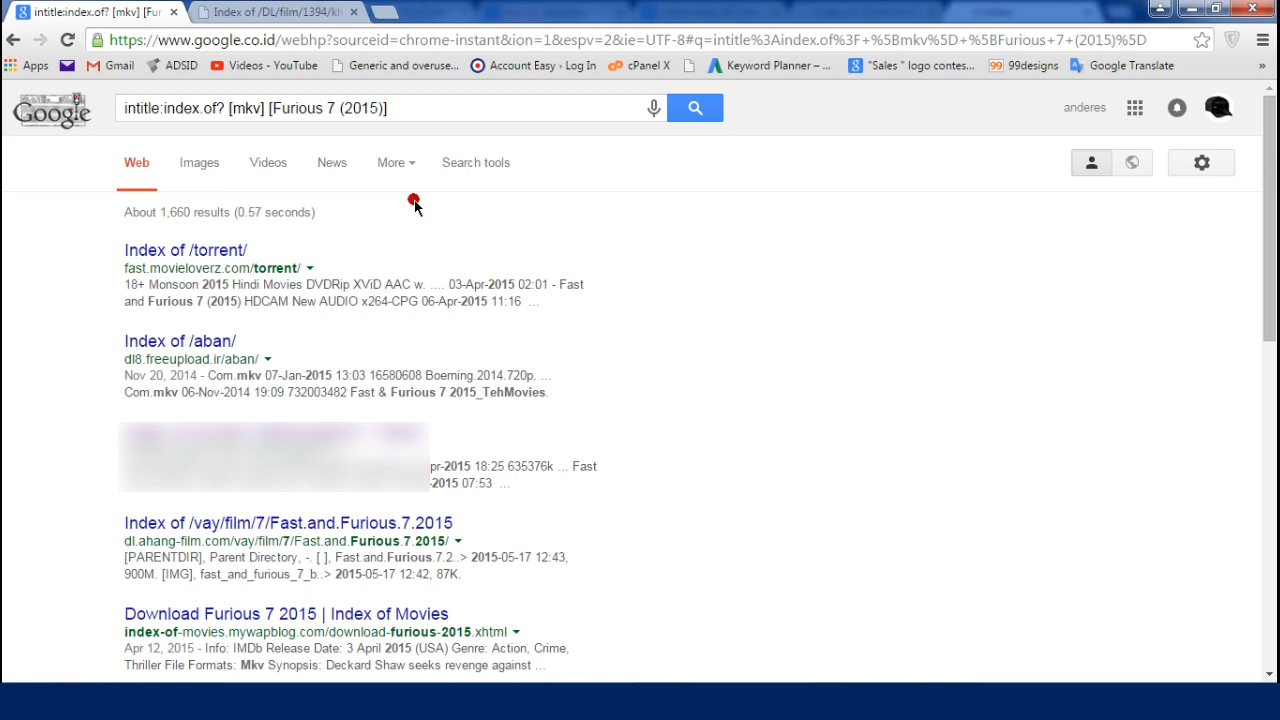 intitle:index.of? [mkv] [Fur
Index of /DL/film/1394/kh
https://www.google.co.id/webhp?sourceid=chrome-instant&ion=1&espv=2&ie=UTF-8#q=intitle%3Aindex.of%3F+%5Bmkv%5D+%5BFurious+7+(2015)%5D
Apps Gmail ADSID Videos - YouTube Generic and overuse... Account Easy › Log In cPanel X Keyword Planner – ... "Sales " logo contes... 99 99designs Google Translate »
Google intitle:index.of? [mkv] [Furious 7 (2015)] anderes
Web Images Videos News More Search tools
About 1,660 results (0.57 seconds)
Index of /torrent/
fast.movieloverz.com/torrent/
18+ Monsoon 2015 Hindi Movies DVDRip XViD AAC w. .... 03-Apr-2015 02:01 - Fast
and Furious 7 (2015) HDCAM New AUDIO x264-CPG 06-Apr-2015 11:16 ...
Index of /aban/
dl8.freeupload.ir/aban/
Nov 20, 2014 - Com.mkv 07-Jan-2015 13:03 16580608 Boerning.2014.720p. ...
Com.mkv 06-Nov-2014 19:09 732003482 Fast & Furious 7 2015_TehMovies.
pr-2015 18:25 635376k ... Fast
-2015 07:53 ...
Index of /vay/film/7/Fast.and.Furious.7.2015
dl.ahang-film.com/vay/film/7/Fast.and.Furious.7.2015/
[PARENTDIR], Parent Directory, -. [ ], Fast.and.Furious.7.2..> 2015-05-17 12:43,
900M. [IMG], fast_and_furious_7_b..> 2015-05-17 12:42, 87K.
Download Furious 7 2015 | Index of Movies
index-of-movies.mywapblog.com/download-furious-2015.xhtml
Apr 12, 2015 - Info: IMDb Release Date: 3 April 2015 (USA) Genre: Action, Crime,
Thriller File Formats: Mkv Synopsis: Deckard Shaw seeks revenge against ...